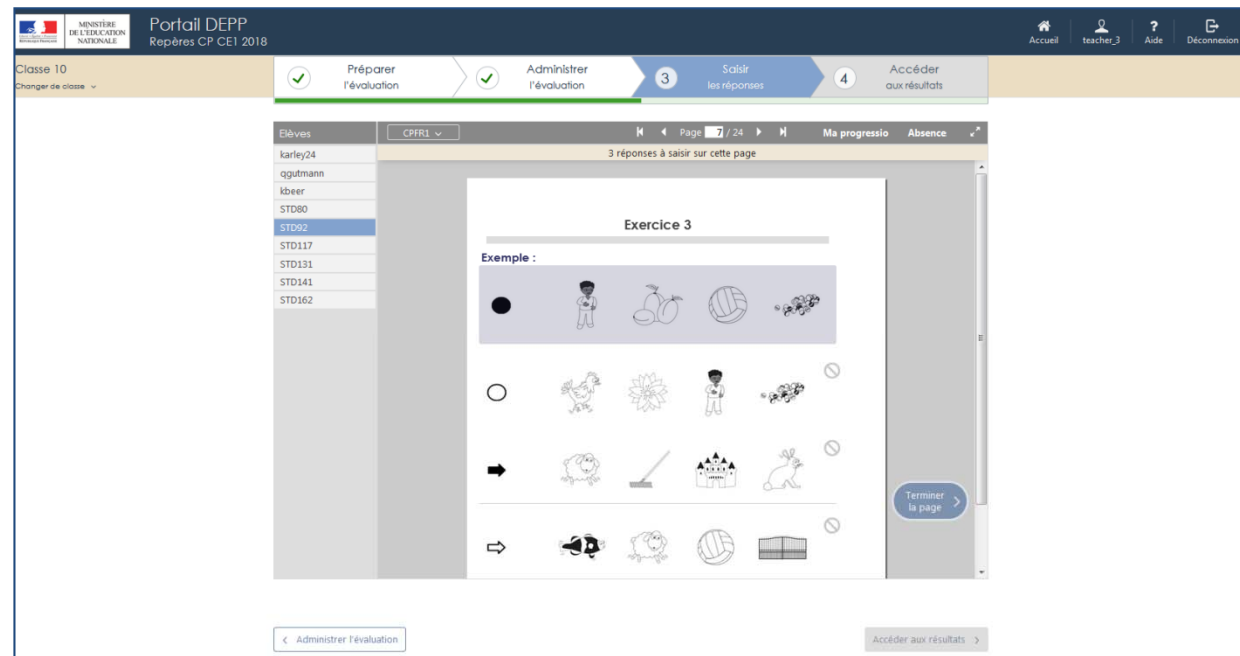 MINISTÈRE
DE L'ÉDUCATION
NATIONALE
Portail DEPP
Repères CP CE1 2018
Accueil
teacher_3
? Aide
Déconnexion
Classe 10
Changer de classe
Préparer
l'évaluation
Administrer
l'évaluation
3 Saisir
les réponses
4 Accéder
aux résultats
Elèves
CPFR1
Page 7 / 24
Ma progressio
Absence
3 réponses à saisir sur cette page
karley24
qgutmann
kbeer
STD80
STD92
STD117
STD131
STD141
STD162
Exercice 3
Exemple :
Terminer
la page
Administrer l'évaluation
Accéder aux résultats